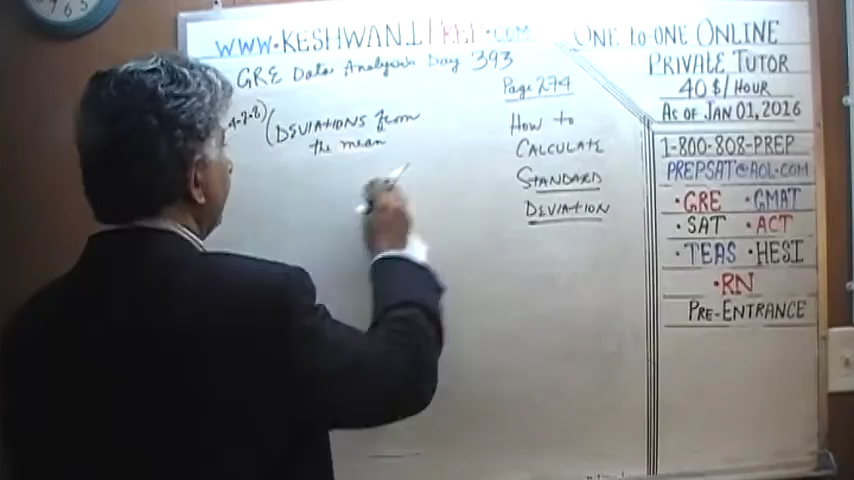 WWW.KESHWANI PREP.COM
GRE Data Analysis Day 393
Page 274
DEVIATIONS from
the mean
How to
CALCULATE
STANDARD
DEVIATION
ONE to ONE ONLINE
PRIVATE TUTOR
40 $/HOUR
AS OF JAN 01, 2016
1-800-808-PREP
PREPSAT@AOL.COM
• GRE • GMAT
• SAT • ACT
• TEAS • HESI
• RN
PRE-ENTRANCE